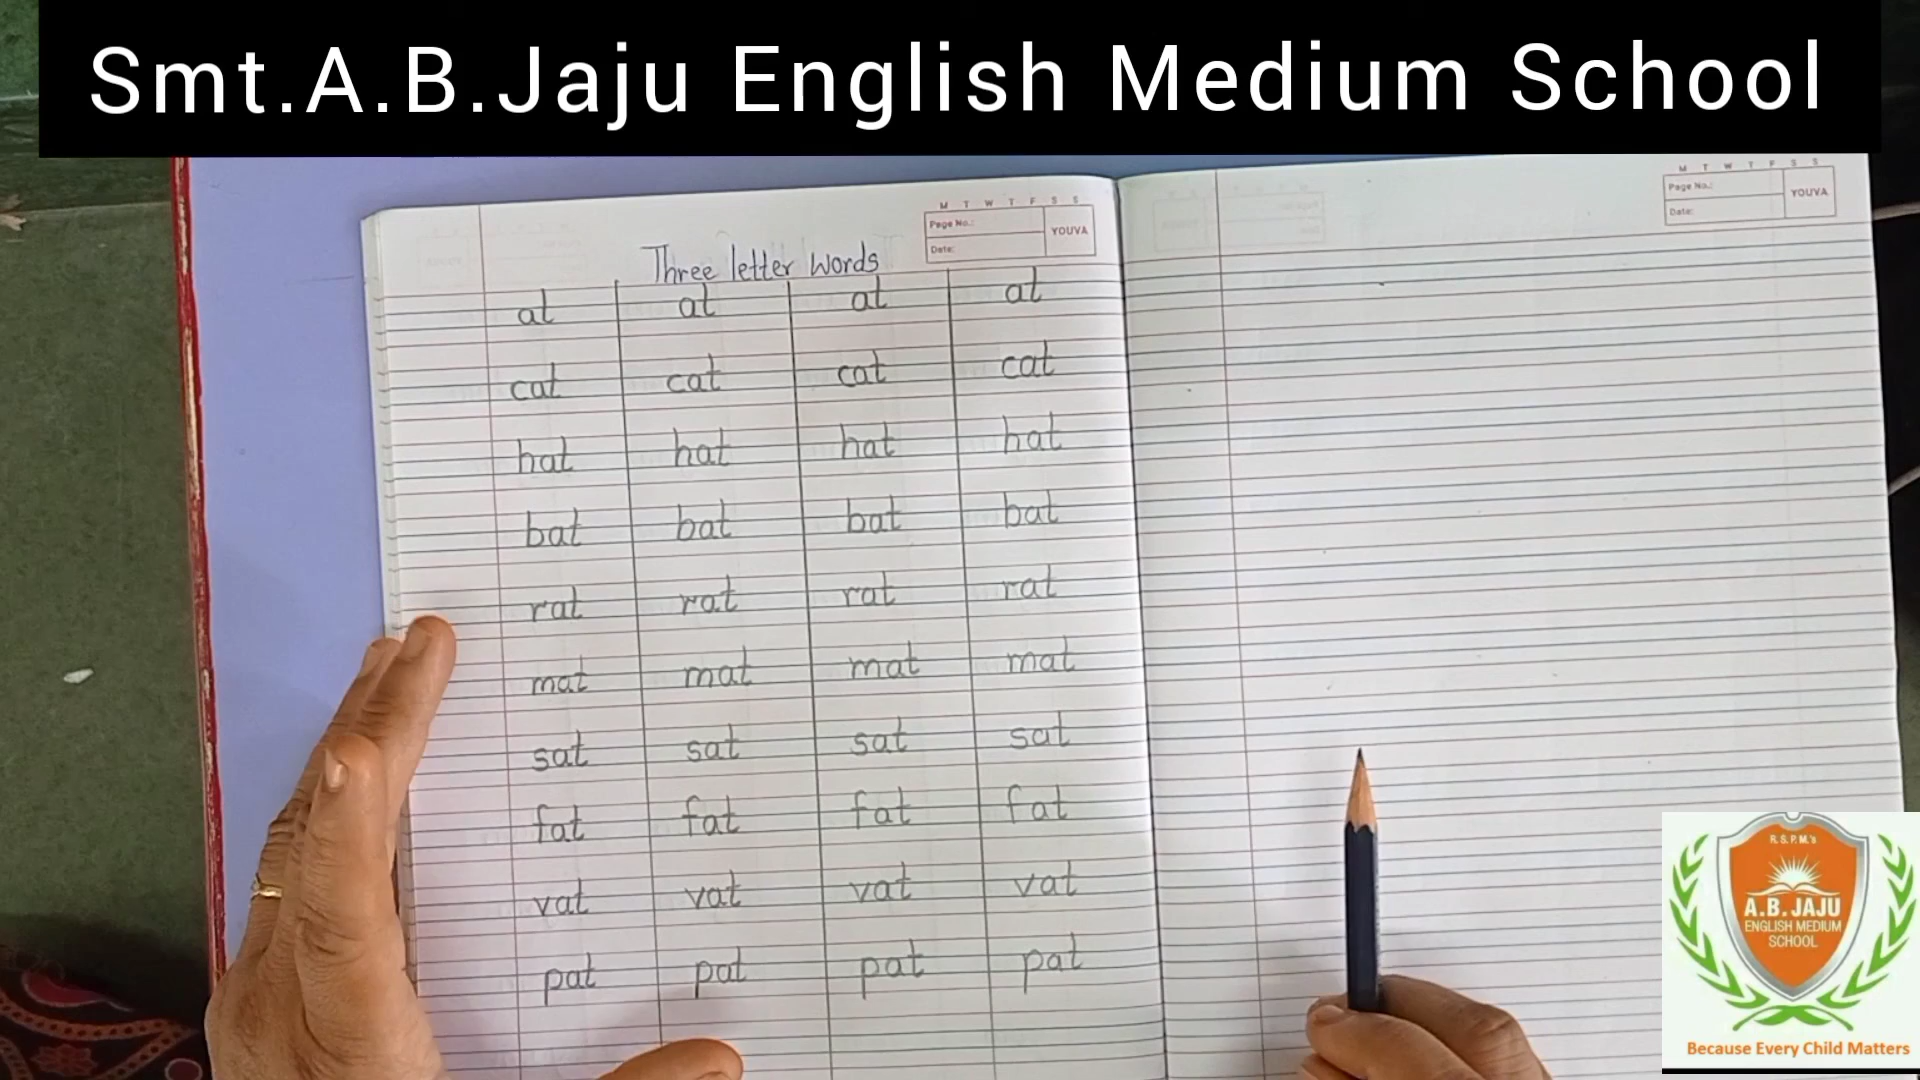 Smt.A.B.Jaju English Medium School
M T W T F S S
Page No.:
Date:
YOUVA
M T W T F S S
Page No.:
Date:
YOUVA
Three letter words
at at at at
cat cat cat cat
hat hat hat hat
bat bat bat bat
rat rat rat rat
mat mat mat mat
sat sat sat sat
fat fat fat fat
vat vat vat vat
pat pat pat pat
R.S.P.M.'s
A.B. JAJU
ENGLISH MEDIUM
SCHOOL
Because Every Child Matters